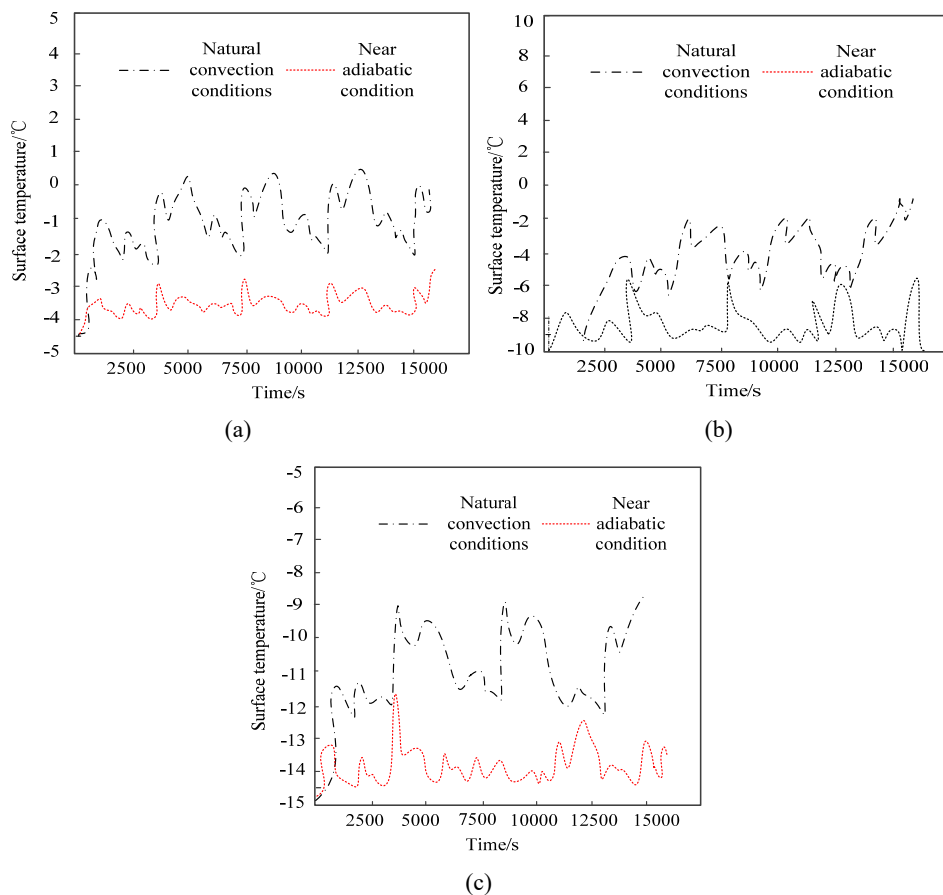 5
4
3
2
1
0
-1
-2
-3
-4
-5
Surface temperature/℃
Natural convection conditions
Near adiabatic condition
2500 5000 7500 10000 12500 15000
Time/s
(a)
10
8
6
4
2
0
-2
-4
-6
-8
-10
Surface temperature/℃
Natural convection conditions
Near adiabatic condition
2500 5000 7500 10000 12500 15000
Time/s
(b)
-5
-6
-7
-8
-9
-10
-11
-12
-13
-14
-15
Surface temperature/℃
Natural convection conditions
Near adiabatic condition
2500 5000 7500 10000 12500 15000
Time/s
(c)